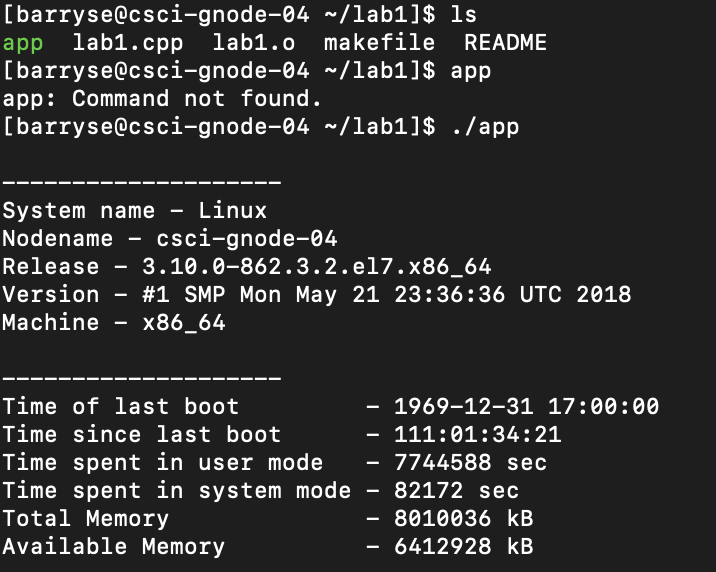 [barryse@csci-gnode-04 ~/lab1]$ ls
app  lab1.cpp  lab1.o  makefile  README
[barryse@csci-gnode-04 ~/lab1]$ app
app: Command not found.
[barryse@csci-gnode-04 ~/lab1]$ ./app
--------------------
System name - Linux
Nodename - csci-gnode-04
Release - 3.10.0-862.3.2.el7.x86_64
Version - #1 SMP Mon May 21 23:36:36 UTC 2018
Machine - x86_64
--------------------
Time of last boot         - 1969-12-31 17:00:00
Time since last boot      - 111:01:34:21
Time spent in user mode   - 7744588 sec
Time spent in system mode - 82172 sec
Total Memory              - 8010036 kB
Available Memory          - 6412928 kB